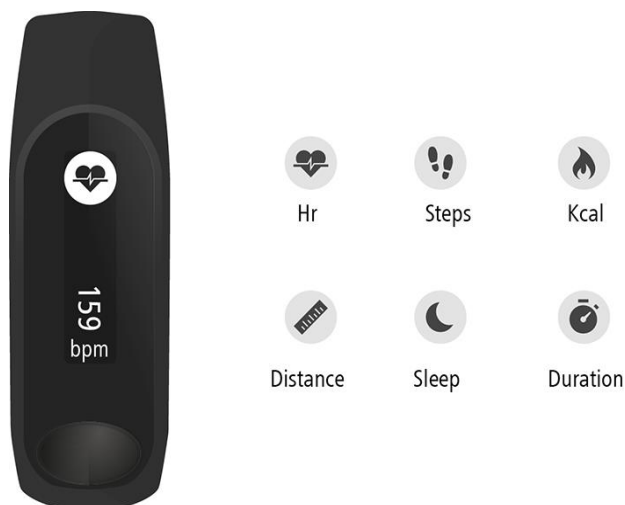 159
bpm
Hr
Steps
Kcal
Distance
Sleep
Duration